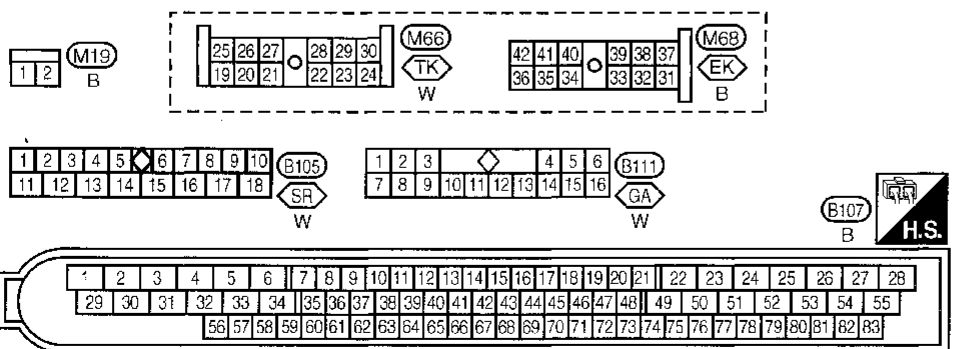 M19
1 2
B
25 26 27 28 29 30
19 20 21 22 23 24
M66
TK
W
42 41 40 39 38 37
36 35 34 33 32 31
M68
EK
B
1 2 3 4 5 6 7 8 9 10
11 12 13 14 15 16 17 18
B105
SR
W
1 2 3 4 5 6
7 8 9 10 11 12 13 14 15 16
B111
GA
W
B107
B
H.S.
1 2 3 4 5 6 7 8 9 10 11 12 13 14 15 16 17 18 19 20 21 22 23 24 25 26 27 28
29 30 31 32 33 34 35 36 37 38 39 40 41 42 43 44 45 46 47 48 49 50 51 52 53 54 55
56 57 58 59 60 61 62 63 64 65 66 67 68 69 70 71 72 73 74 75 76 77 78 79 80 81 82 83